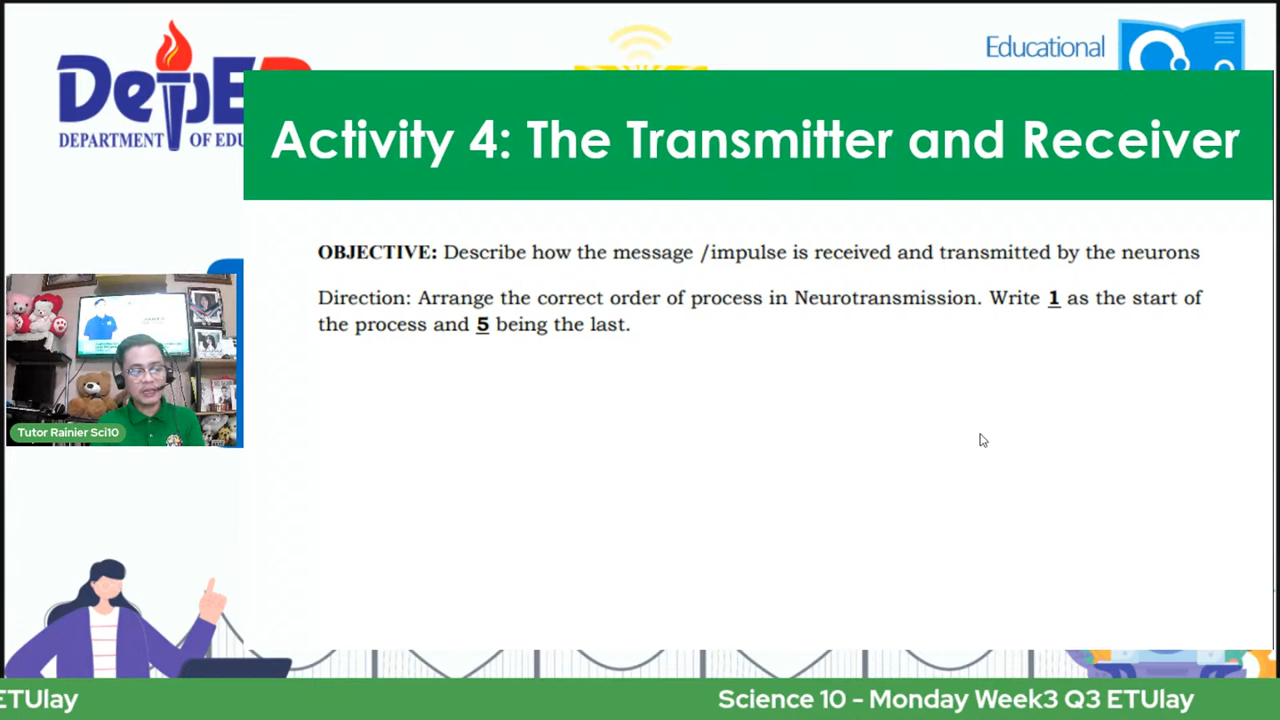 DepED
DEPARTMENT OF EDU
Educational
Activity 4: The Transmitter and Receiver
OBJECTIVE: Describe how the message /impulse is received and transmitted by the neurons
Direction: Arrange the correct order of process in Neurotransmission. Write 1 as the start of
the process and 5 being the last.
Tutor Rainier Sci10
ETUlay
Science 10 - Monday Week3 Q3 ETUlay